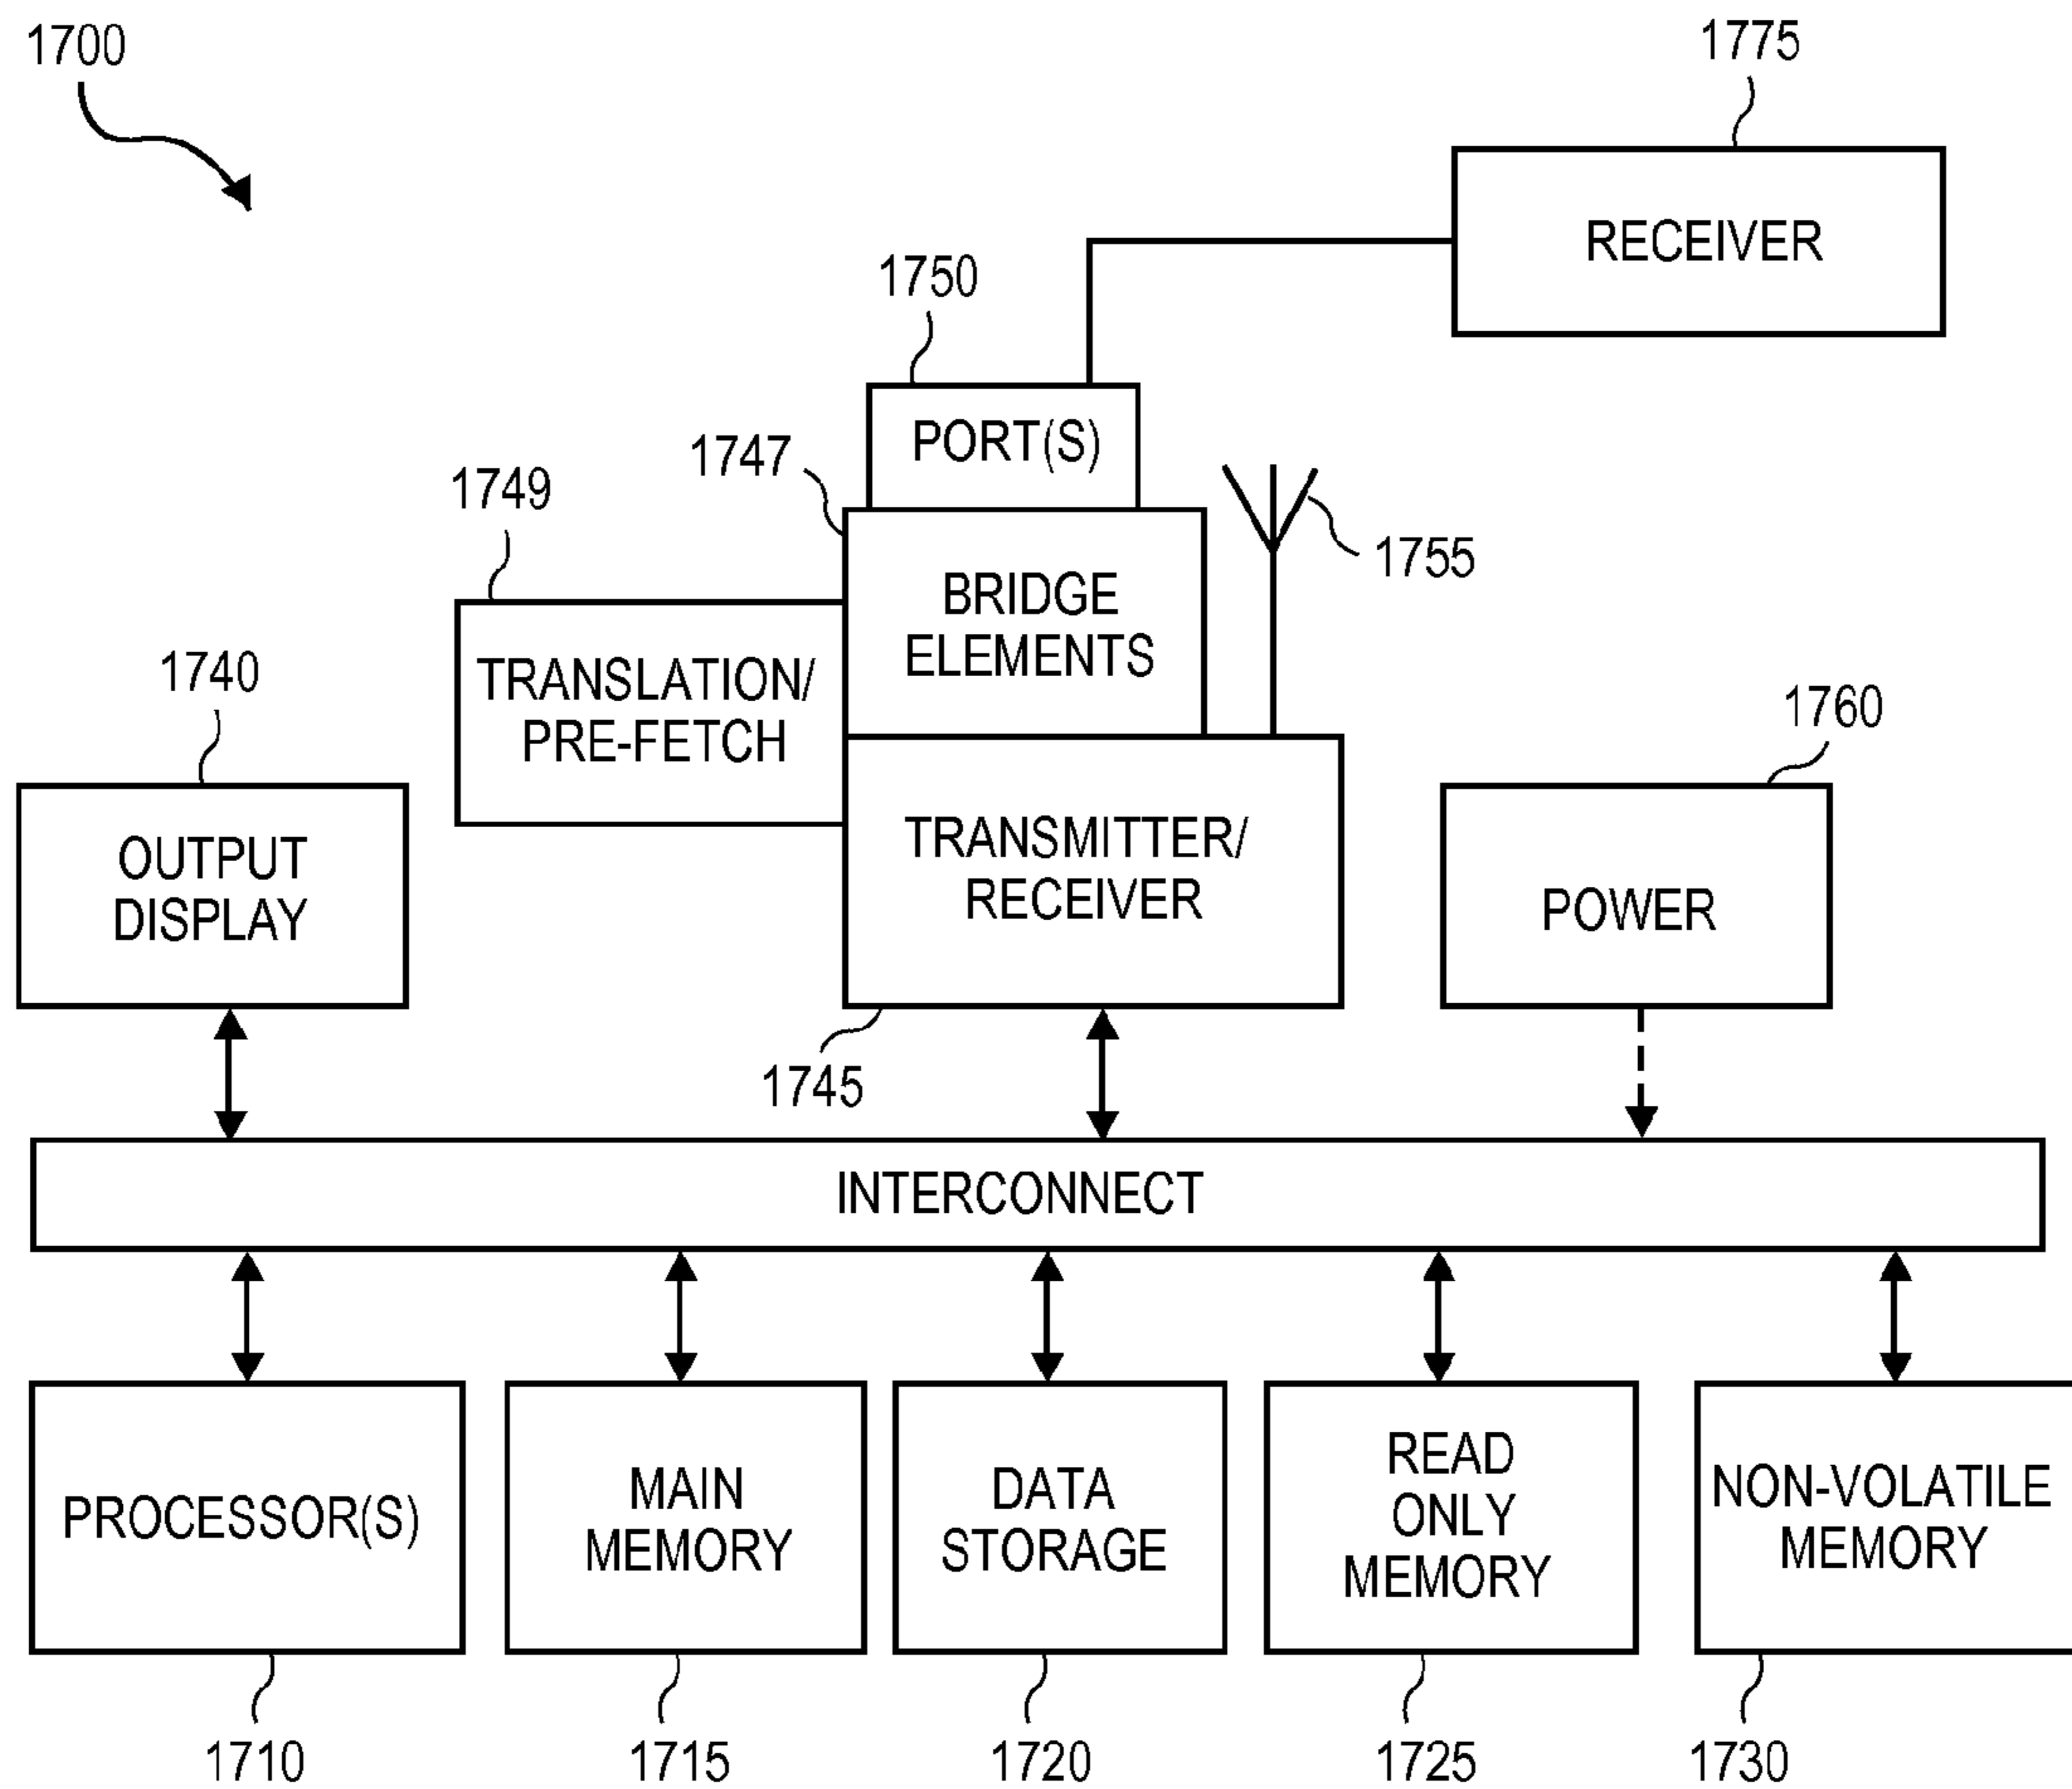 1700
1775
RECEIVER
1750
PORT(S)
1747
1749
1755
BRIDGE
ELEMENTS
TRANSLATION/
PRE-FETCH
1740
1760
OUTPUT
DISPLAY
TRANSMITTER/
RECEIVER
POWER
1745
INTERCONNECT
PROCESSOR(S)
MAIN
MEMORY
DATA
STORAGE
READ
ONLY
MEMORY
NON-VOLATILE
MEMORY
1710
1715
1720
1725
1730